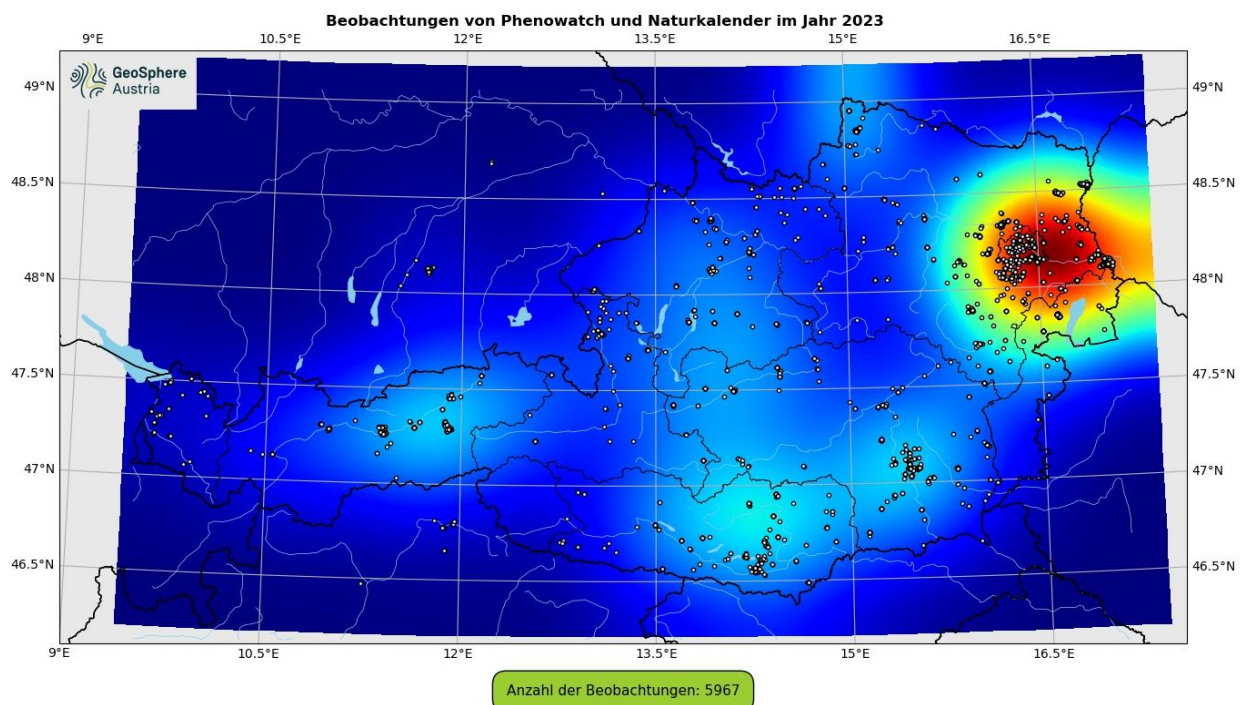 Beobachtungen von Phenowatch und Naturkalender im Jahr 2023
9°E 10.5°E 12°E 13.5°E 15°E 16.5°E
GeoSphere
Austria
49°N 49°N
48.5°N 48.5°N
48°N 48°N
47.5°N 47.5°N
47°N 47°N
46.5°N 46.5°N
9°E 10.5°E 12°E 13.5°E 15°E 16.5°E
Anzahl der Beobachtungen: 5967